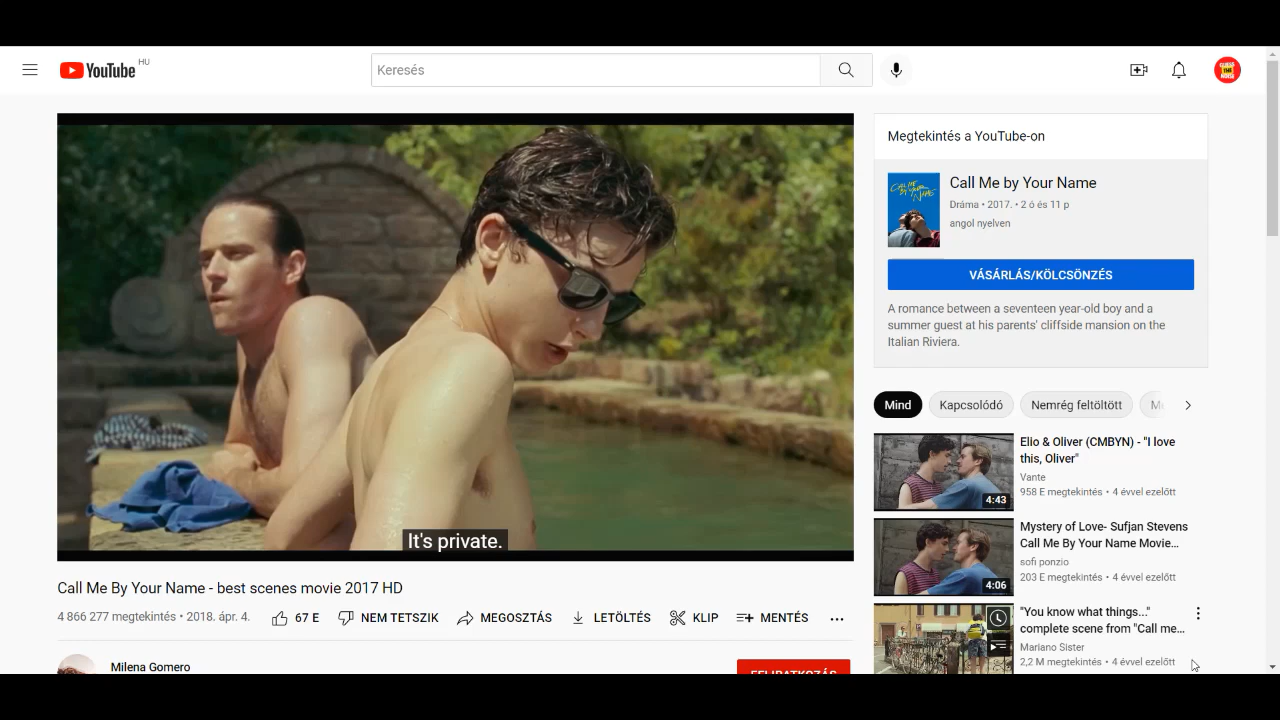 YouTube HU
Keresés
It's private.
Call Me By Your Name - best scenes movie 2017 HD
4 866 277 megtekintés • 2018. ápr. 4.
67 E
NEM TETSZIK
MEGOSZTÁS
LETÖLTÉS
KLIP
MENTÉS
Milena Gomero
FELIRATKOZÁS
Megtekintés a YouTube-on
CALL ME BY YOUR NAME
Call Me by Your Name
Dráma • 2017. • 2 ó és 11 p
angol nyelven
VÁSÁRLÁS/KÖLCSÖNZÉS
A romance between a seventeen year-old boy and a
summer guest at his parents' cliffside mansion on the
Italian Riviera.
Mind
Kapcsolódó
Nemrég feltöltött
4:43
Elio & Oliver (CMBYN) - "I love
this, Oliver"
Vante
958 E megtekintés • 4 évvel ezelőtt
4:06
Mystery of Love- Sufjan Stevens
Call Me By Your Name Movie...
sofi ponzio
203 E megtekintés • 4 évvel ezelőtt
"You know what things..."
complete scene from "Call me...
Mariano Sister
2,2 M megtekintés • 4 évvel ezelőtt